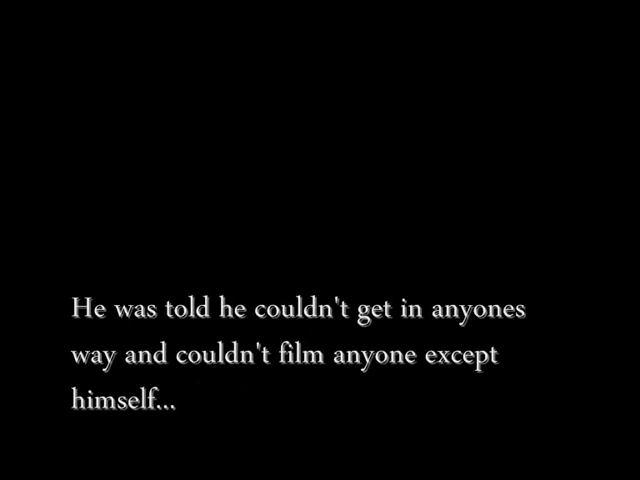 He was told he couldn't get in anyones
way and couldn't film anyone except
himself...